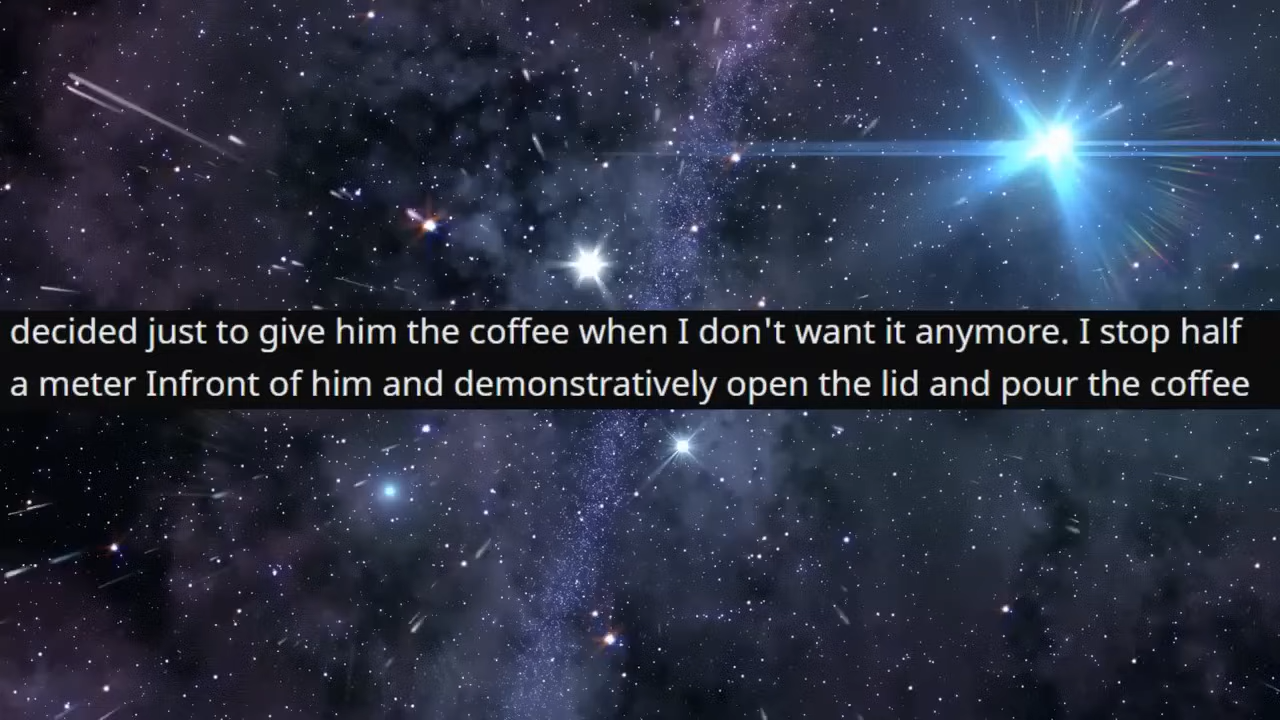 decided just to give him the coffee when I don't want it anymore. I stop half
a meter Infront of him and demonstratively open the lid and pour the coffee